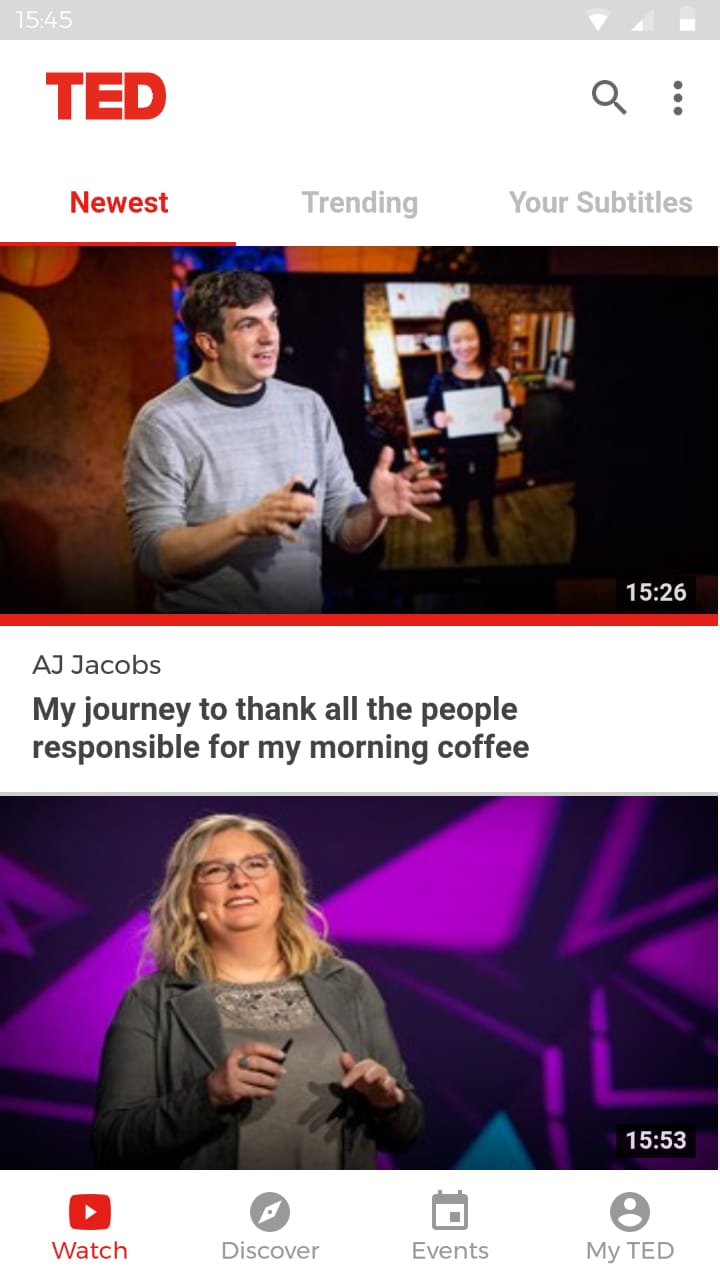 15:45
TED
Newest
Trending
Your Subtitles
15:26
AJ Jacobs
My journey to thank all the people
responsible for my morning coffee
15:53
Watch
Discover
Events
My TED